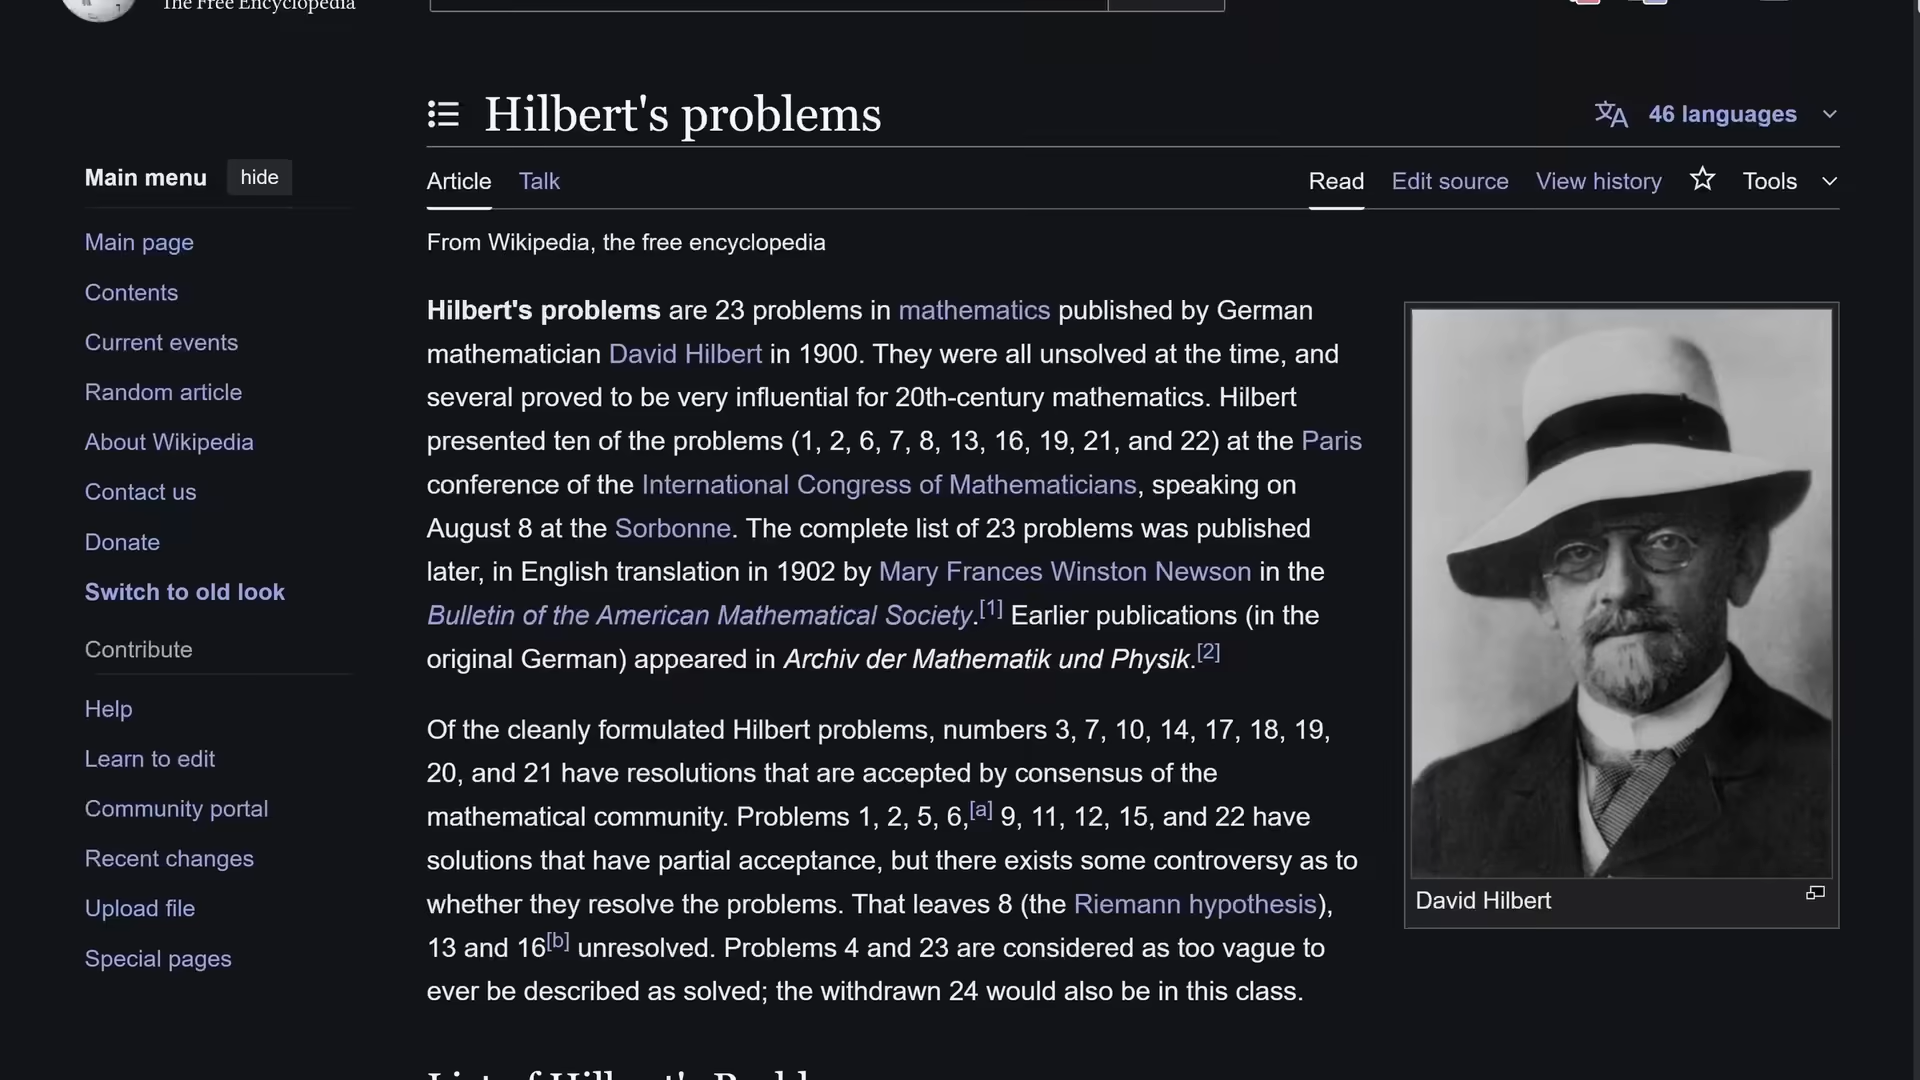 The Free Encyclopedia
Hilbert's problems
46 languages
Main menu
hide
Article
Talk
Read
Edit source
View history
Tools
Main page
Contents
Current events
Random article
About Wikipedia
Contact us
Donate
Switch to old look
Contribute
Help
Learn to edit
Community portal
Recent changes
Upload file
Special pages
From Wikipedia, the free encyclopedia
Hilbert's problems are 23 problems in mathematics published by German
mathematician David Hilbert in 1900. They were all unsolved at the time, and
several proved to be very influential for 20th-century mathematics. Hilbert
presented ten of the problems (1, 2, 6, 7, 8, 13, 16, 19, 21, and 22) at the Paris
conference of the International Congress of Mathematicians, speaking on
August 8 at the Sorbonne. The complete list of 23 problems was published
later, in English translation in 1902 by Mary Frances Winston Newson in the
Bulletin of the American Mathematical Society.[1] Earlier publications (in the
original German) appeared in Archiv der Mathematik und Physik.[2]
Of the cleanly formulated Hilbert problems, numbers 3, 7, 10, 14, 17, 18, 19,
20, and 21 have resolutions that are accepted by consensus of the
mathematical community. Problems 1, 2, 5, 6,[a] 9, 11, 12, 15, and 22 have
solutions that have partial acceptance, but there exists some controversy as to
whether they resolve the problems. That leaves 8 (the Riemann hypothesis),
13 and 16[b] unresolved. Problems 4 and 23 are considered as too vague to
ever be described as solved; the withdrawn 24 would also be in this class.
David Hilbert
List of Hilbert's